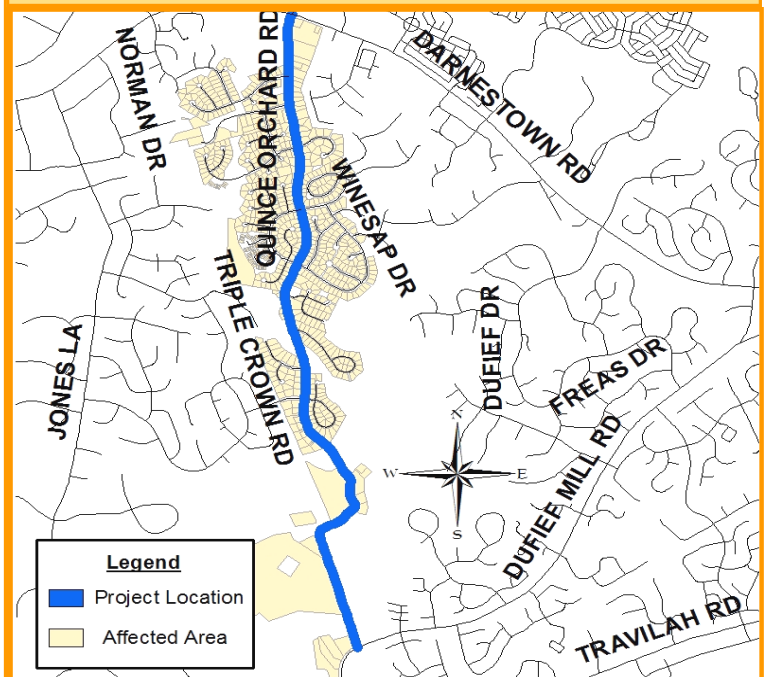 NORMAN DR
QUINCE ORCHARD RD
DARNESTOWN RD
WINESAP DR
TRIPLE CROWN RD
JONES LA
DUFIEF DR
FREAS DR
DUFIEF MILL RD
TRAVILAH RD
N
W
E
S
Legend
Project Location
Affected Area